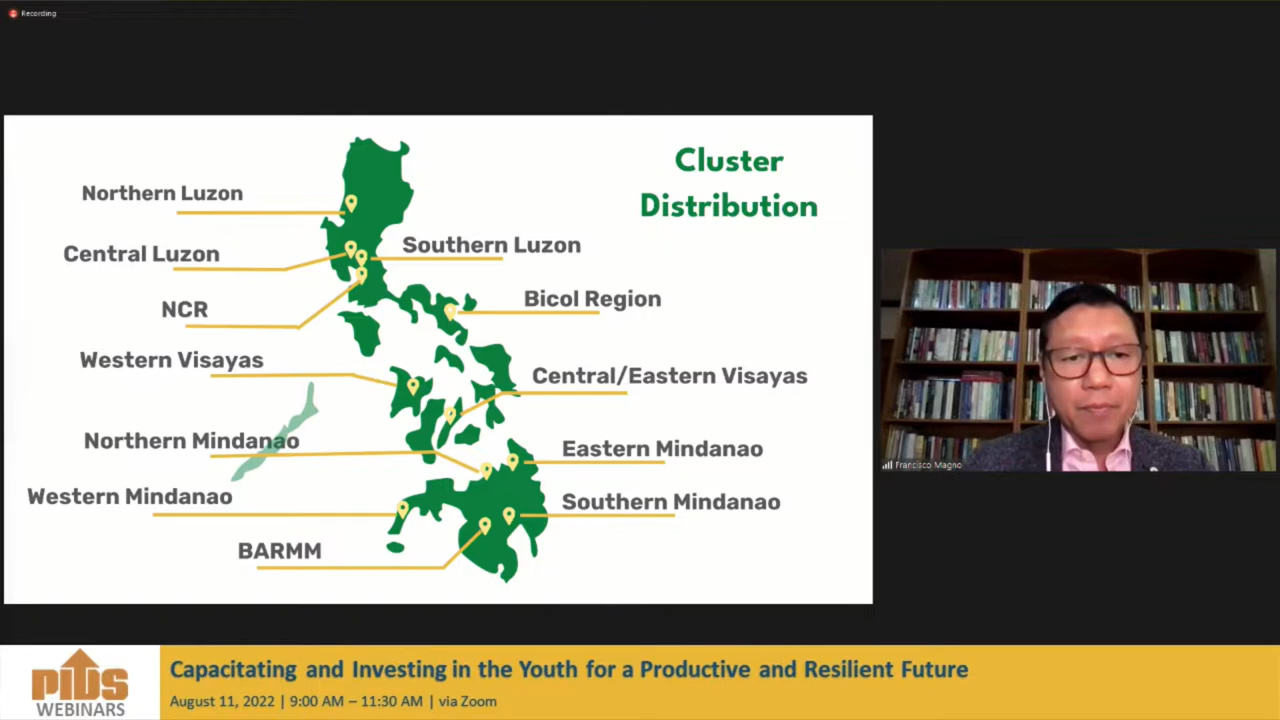 Recording
Cluster
Distribution
Northern Luzon
Central Luzon
Southern Luzon
NCR
Bicol Region
Western Visayas
Central/Eastern Visayas
Northern Mindanao
Eastern Mindanao
Western Mindanao
Southern Mindanao
BARMM
Francisco Magno
PIDS
WEBINARS
Capacitating and Investing in the Youth for a Productive and Resilient Future
August 11, 2022 | 9:00 AM – 11:30 AM | via Zoom